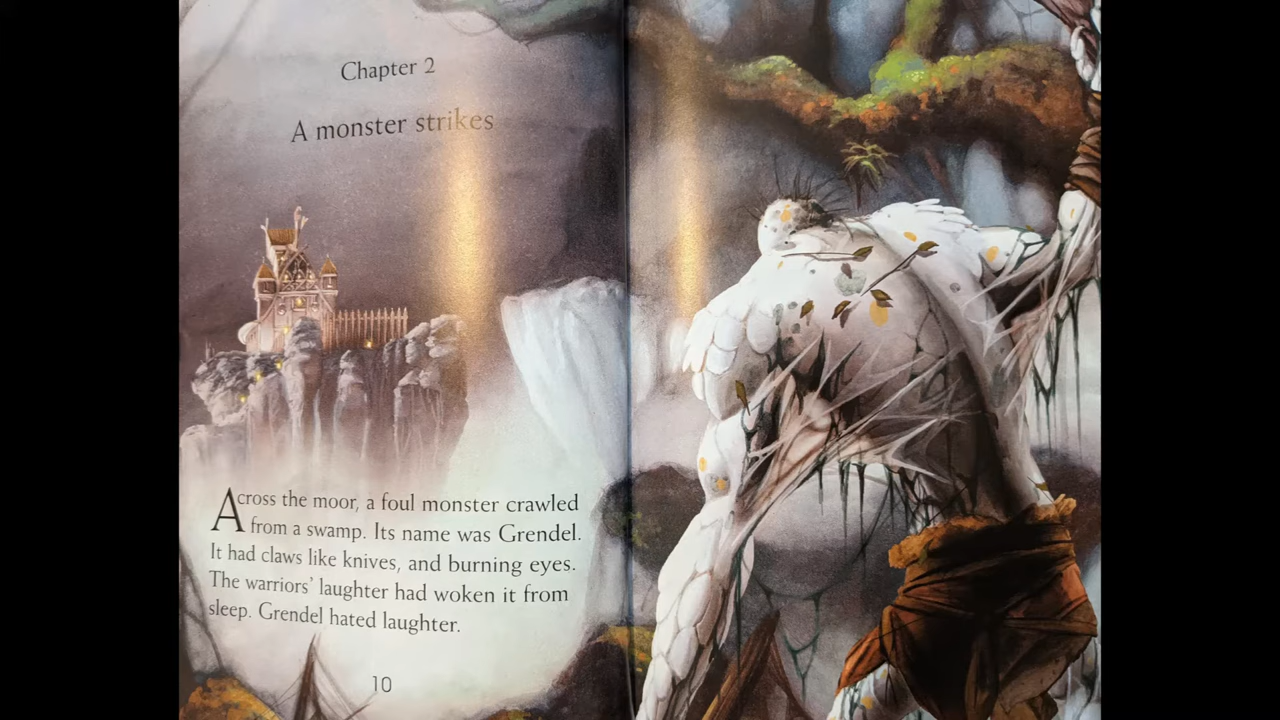 Chapter 2
A monster strikes
Across the moor, a foul monster crawled
from a swamp. Its name was Grendel.
It had claws like knives, and burning eyes.
The warriors’ laughter had woken it from
sleep. Grendel hated laughter.
10